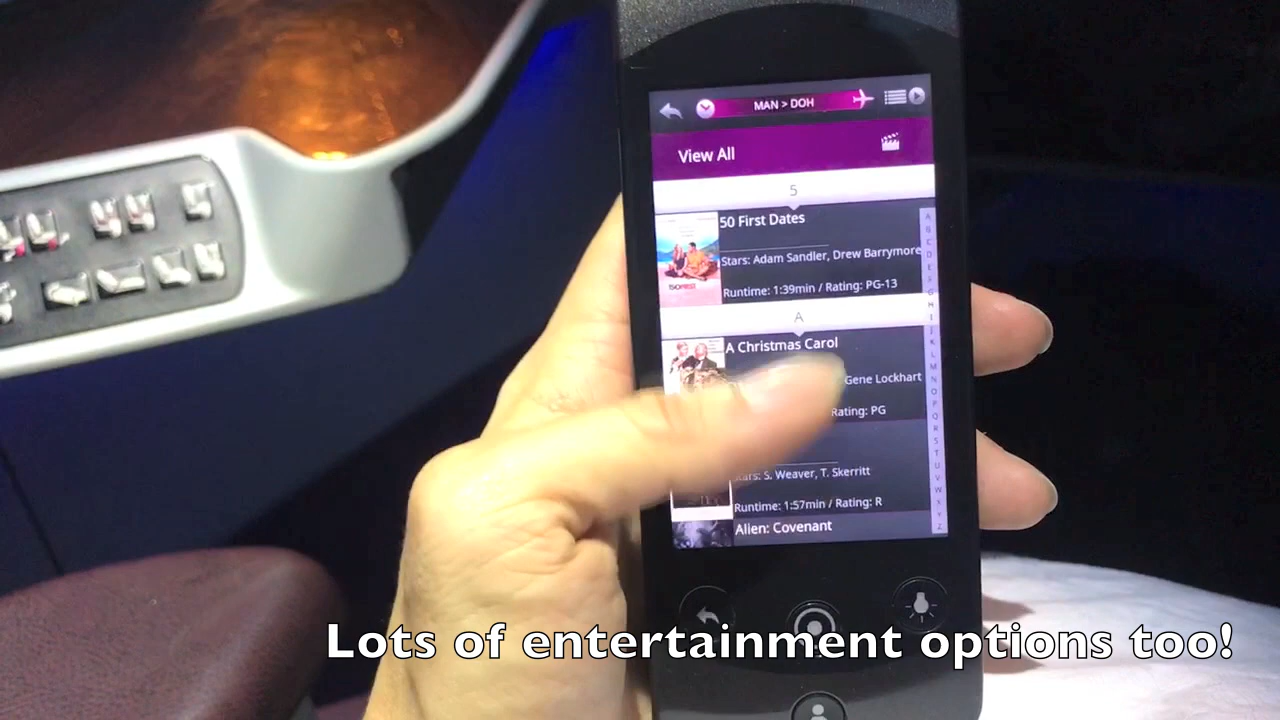 MAN > DOH
View All
5
50 First Dates
Stars: Adam Sandler, Drew Barrymore
Runtime: 1:39min / Rating: PG-13
A
A Christmas Carol
Gene Lockhart
Rating: PG
Stars: S. Weaver, T. Skerritt
Runtime: 1:57min / Rating: R
Alien: Covenant
Lots of entertainment options too!